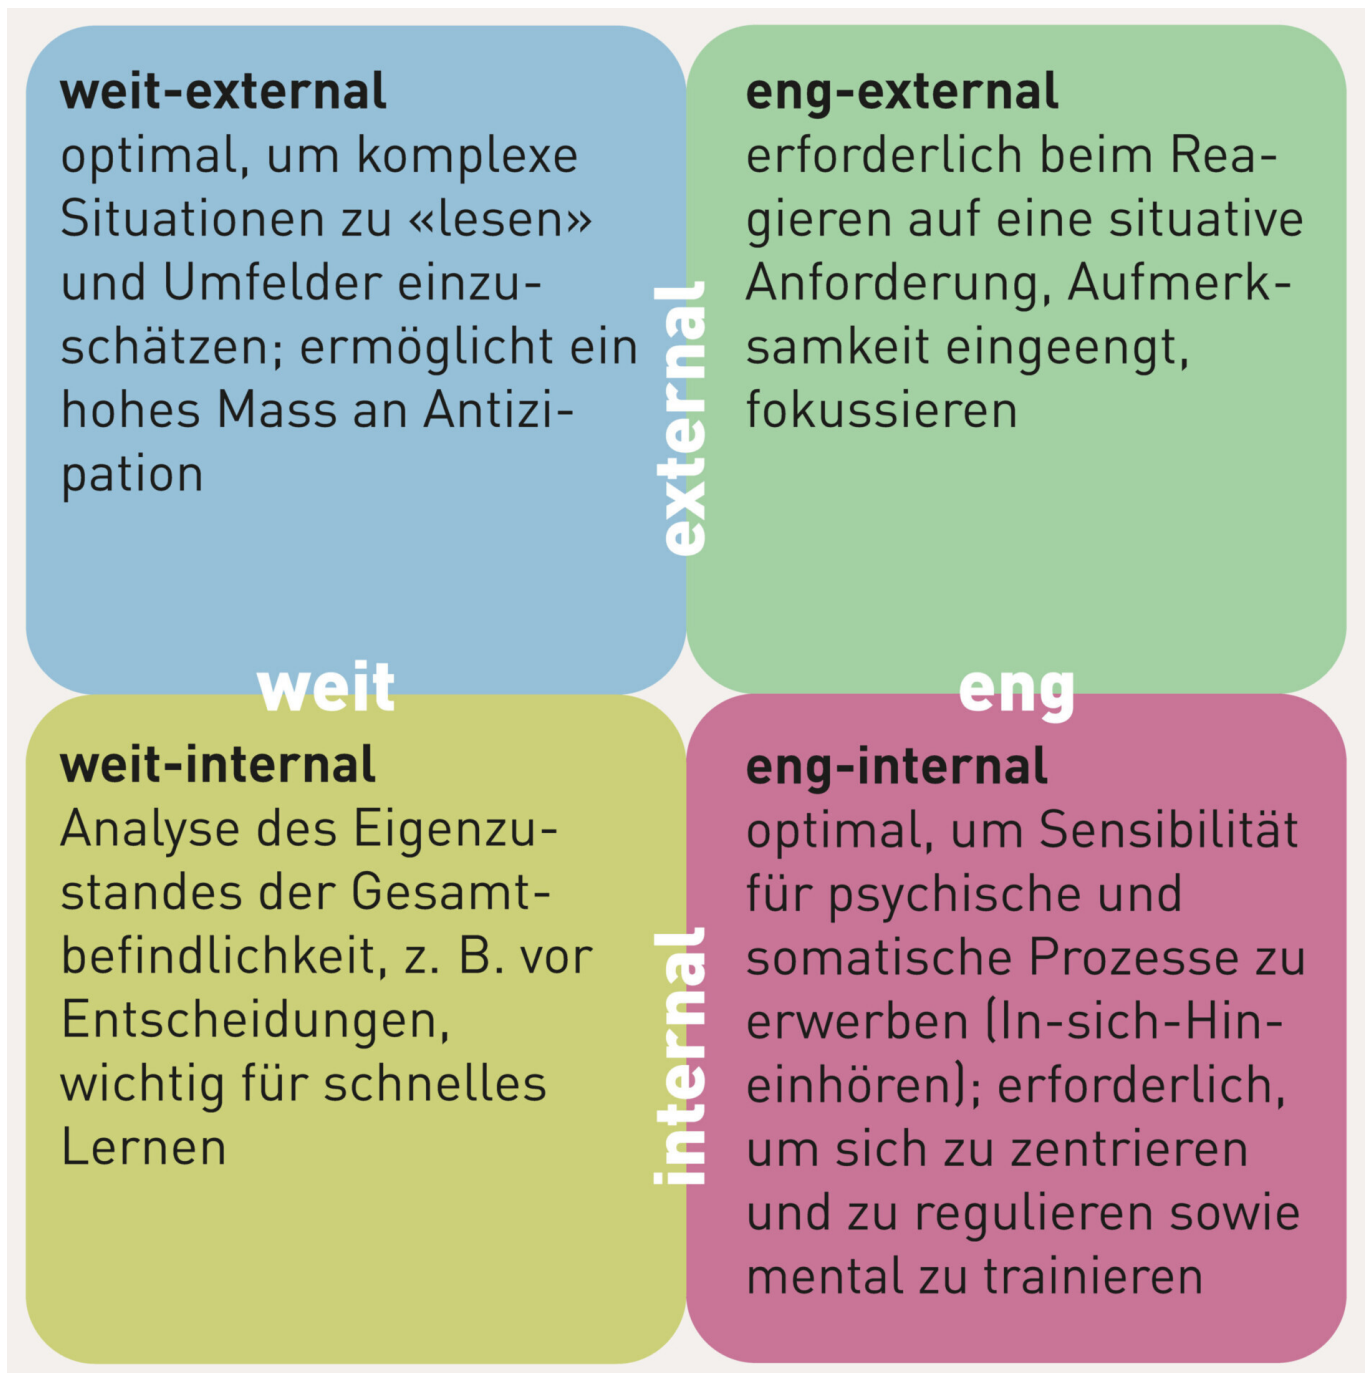 weit-external
optimal, um komplexe
Situationen zu «lesen»
und Umfelder einzu-
schätzen; ermöglicht ein
hohes Mass an Antizi-
pation
eng-external
erforderlich beim Rea-
gieren auf eine situative
Anforderung, Aufmerk-
samkeit eingeengt,
fokussieren
external
weit
eng
weit-internal
Analyse des Eigenzu-
standes der Gesamt-
befindlichkeit, z. B. vor
Entscheidungen,
wichtig für schnelles
Lernen
eng-internal
optimal, um Sensibilität
für psychische und
somatische Prozesse zu
erwerben (In-sich-Hin-
einhören); erforderlich,
um sich zu zentrieren
und zu regulieren sowie
mental zu trainieren
internal